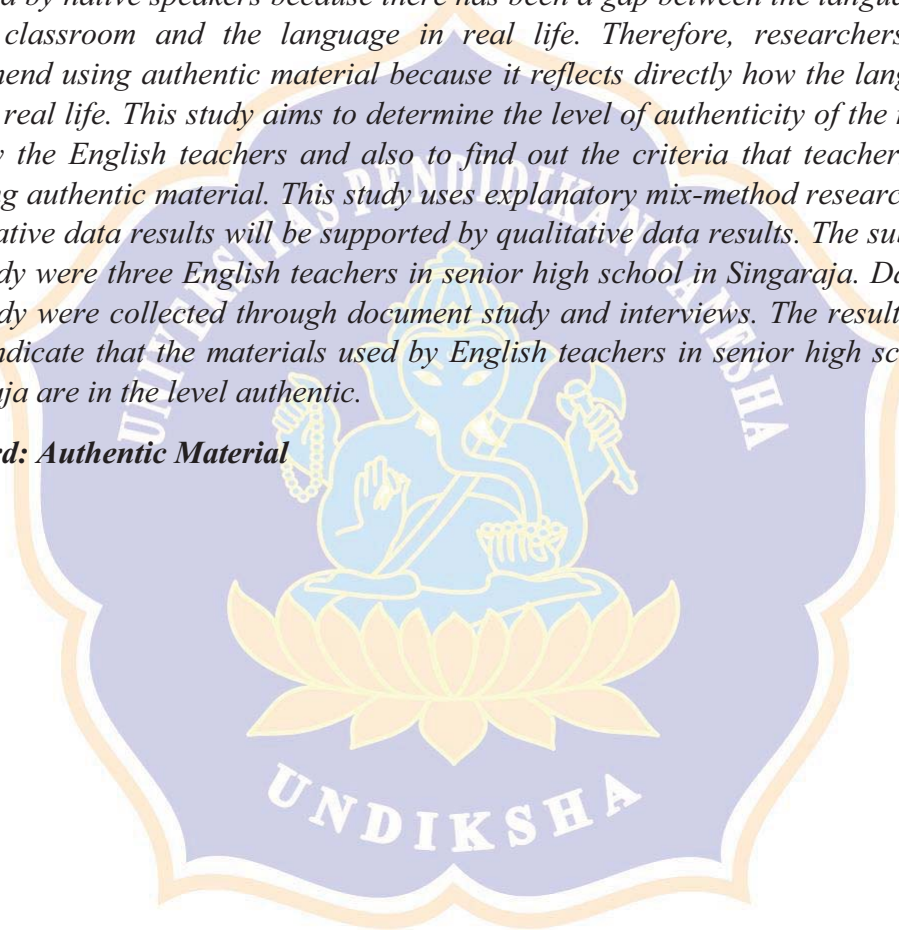 by native speakers because there has been a gap between the langu
classroom and the language in real life. Therefore, researchers
mend using authentic material because it reflects directly how the lang
real life. This study aims to determine the level of authenticity of the
y the English teachers and also to find out the criteria that teacher
g authentic material. This study uses explanatory mix-method research
ative data results will be supported by qualitative data results. The su
dy were three English teachers in senior high school in Singaraja. Da
dy were collected through document study and interviews. The result
ndicate that the materials used by English teachers in senior high sc
ja are in the level authentic.
rd: Authentic Material
UNIVERSITAS PENDIDIKAN GANESHA
UNDIKSHA